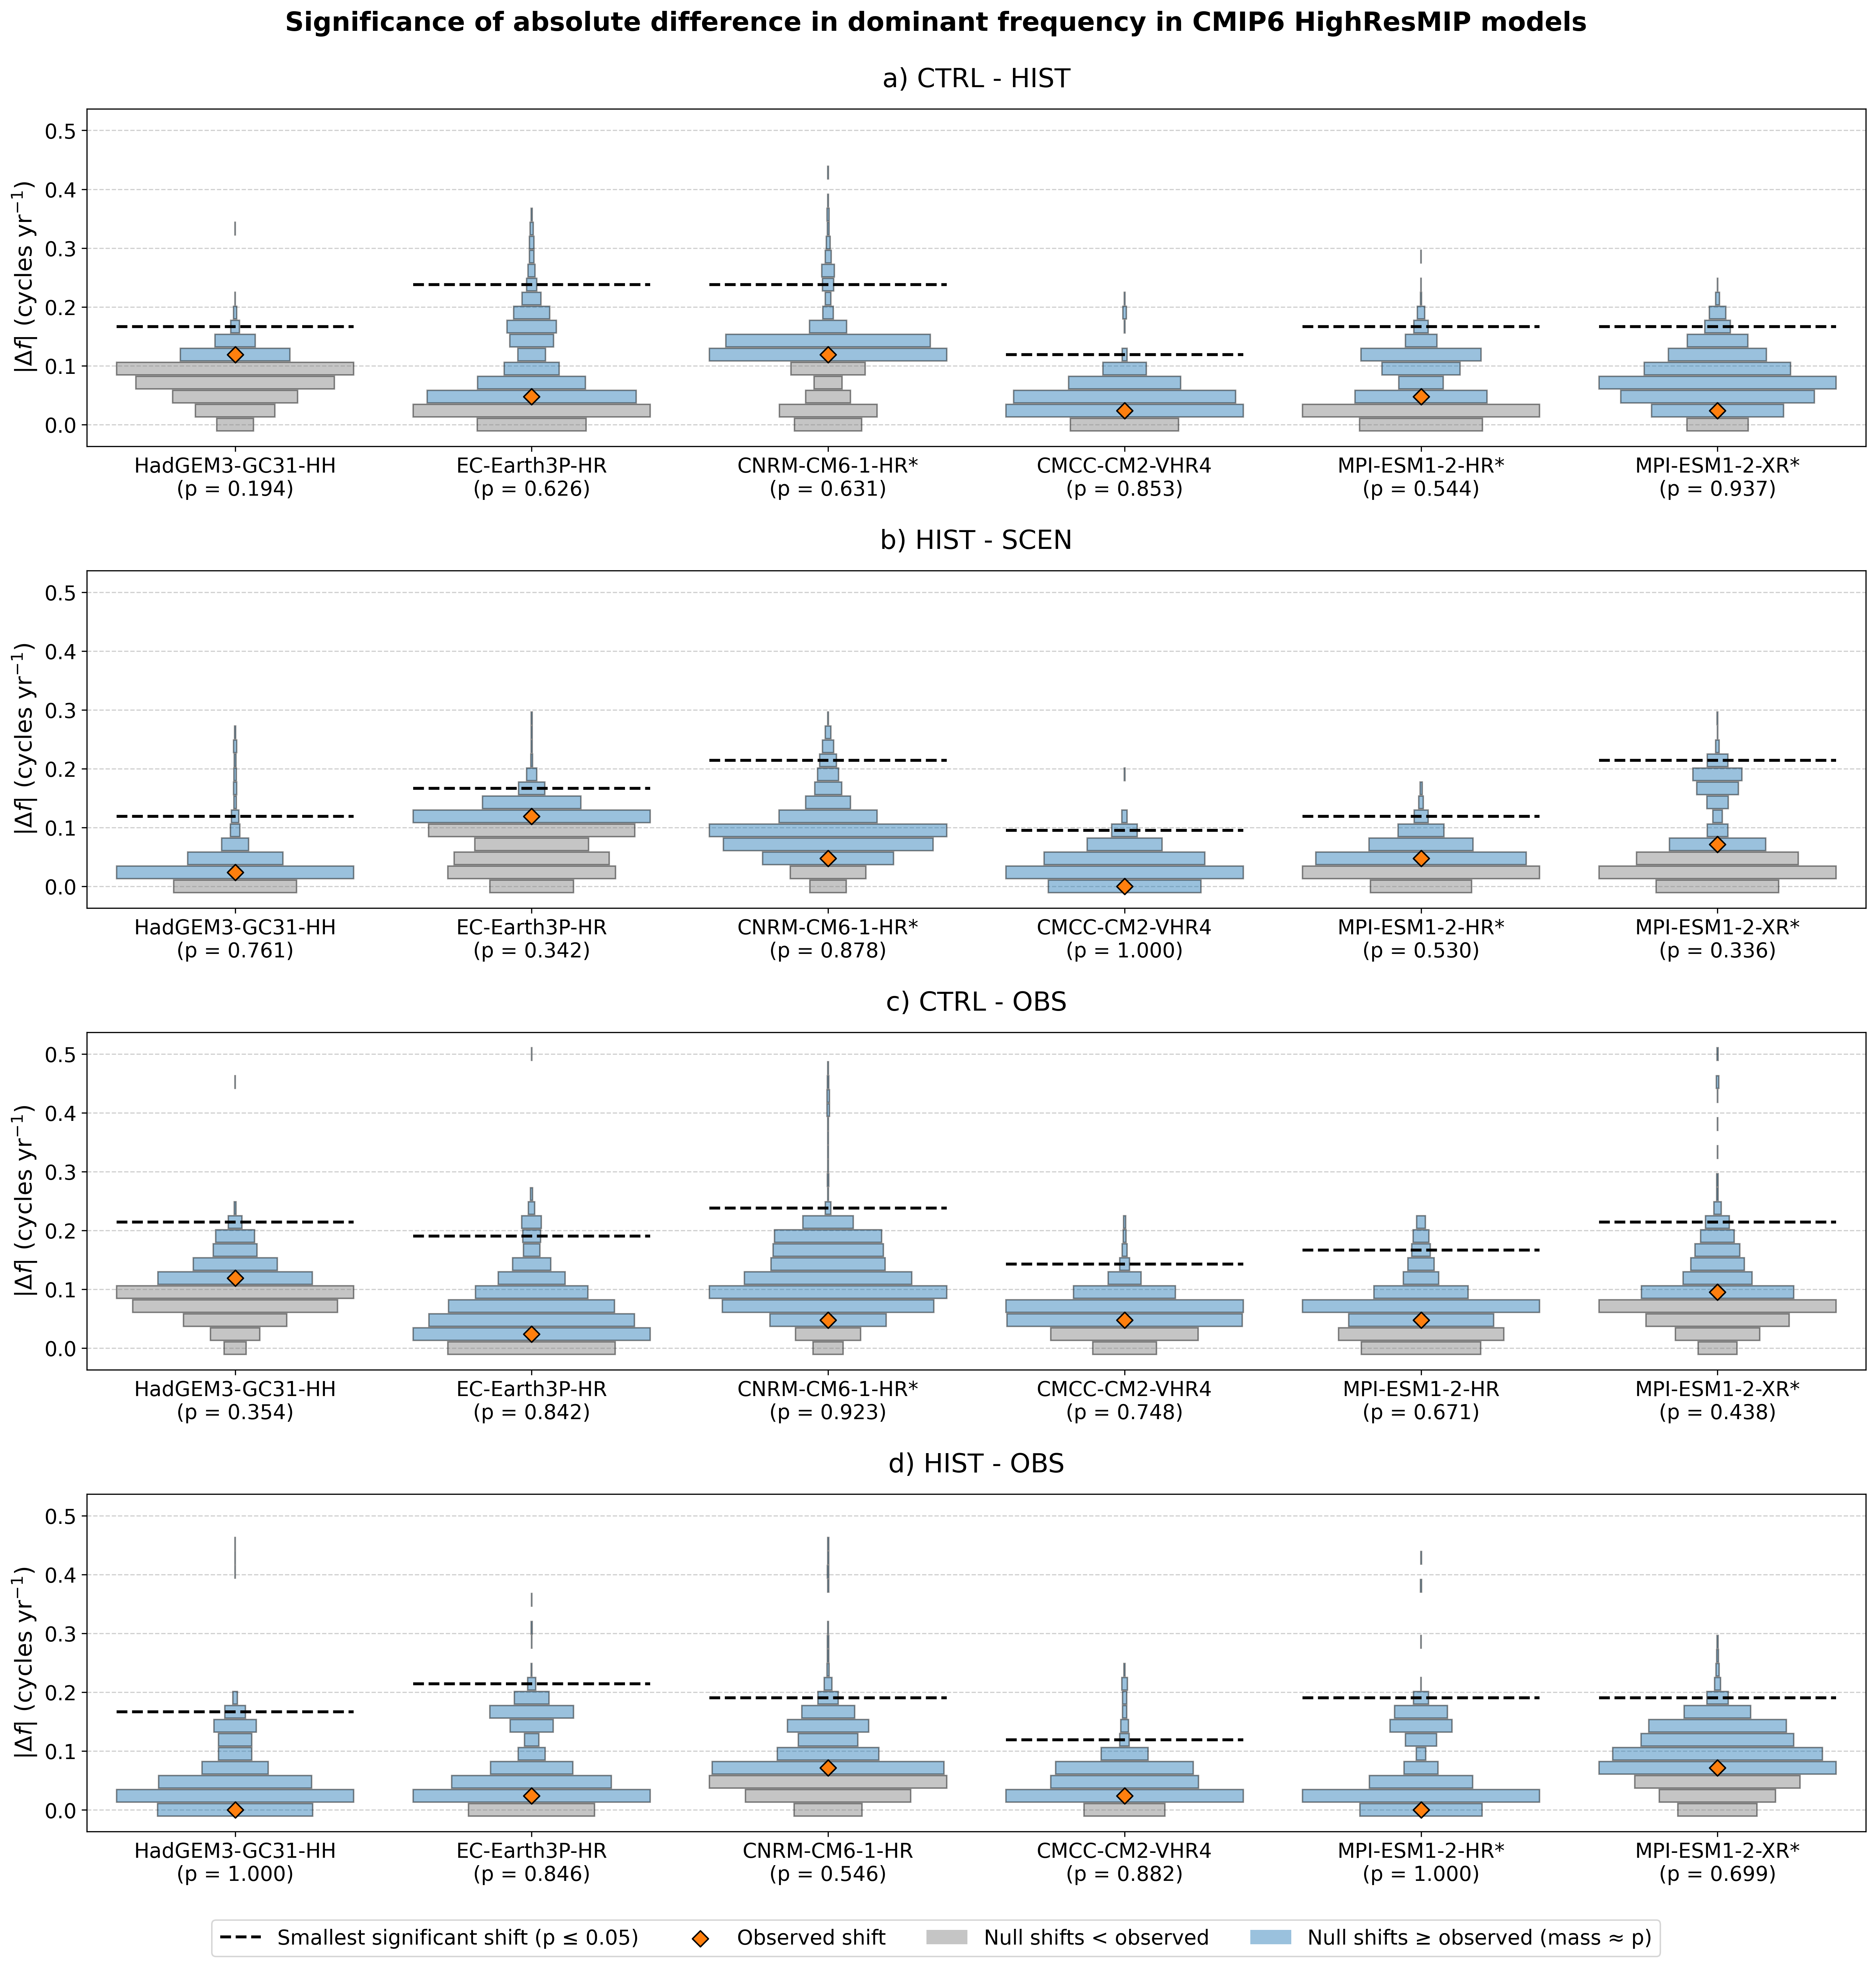 Significance of absolute difference in dominant frequency in CMIP6 HighResMIP models
a) CTRL - HIST
|Δf| (cycles yr⁻¹)
0.5
0.4
0.3
0.2
0.1
0.0
HadGEM3-GC31-HH EC-Earth3P-HR CNRM-CM6-1-HR* CMCC-CM2-VHR4 MPI-ESM1-2-HR* MPI-ESM1-2-XR*
(p = 0.194) (p = 0.626) (p = 0.631) (p = 0.853) (p = 0.544) (p = 0.937)
b) HIST - SCEN
|Δf| (cycles yr⁻¹)
0.5
0.4
0.3
0.2
0.1
0.0
HadGEM3-GC31-HH EC-Earth3P-HR CNRM-CM6-1-HR* CMCC-CM2-VHR4 MPI-ESM1-2-HR* MPI-ESM1-2-XR*
(p = 0.761) (p = 0.342) (p = 0.878) (p = 1.000) (p = 0.530) (p = 0.336)
c) CTRL - OBS
|Δf| (cycles yr⁻¹)
0.5
0.4
0.3
0.2
0.1
0.0
HadGEM3-GC31-HH EC-Earth3P-HR CNRM-CM6-1-HR* CMCC-CM2-VHR4 MPI-ESM1-2-HR MPI-ESM1-2-XR*
(p = 0.354) (p = 0.842) (p = 0.923) (p = 0.748) (p = 0.671) (p = 0.438)
d) HIST - OBS
|Δf| (cycles yr⁻¹)
0.5
0.4
0.3
0.2
0.1
0.0
HadGEM3-GC31-HH EC-Earth3P-HR CNRM-CM6-1-HR CMCC-CM2-VHR4 MPI-ESM1-2-HR* MPI-ESM1-2-XR*
(p = 1.000) (p = 0.846) (p = 0.546) (p = 0.882) (p = 1.000) (p = 0.699)
Smallest significant shift (p ≤ 0.05) Observed shift Null shifts < observed Null shifts ≥ observed (mass ≈ p)